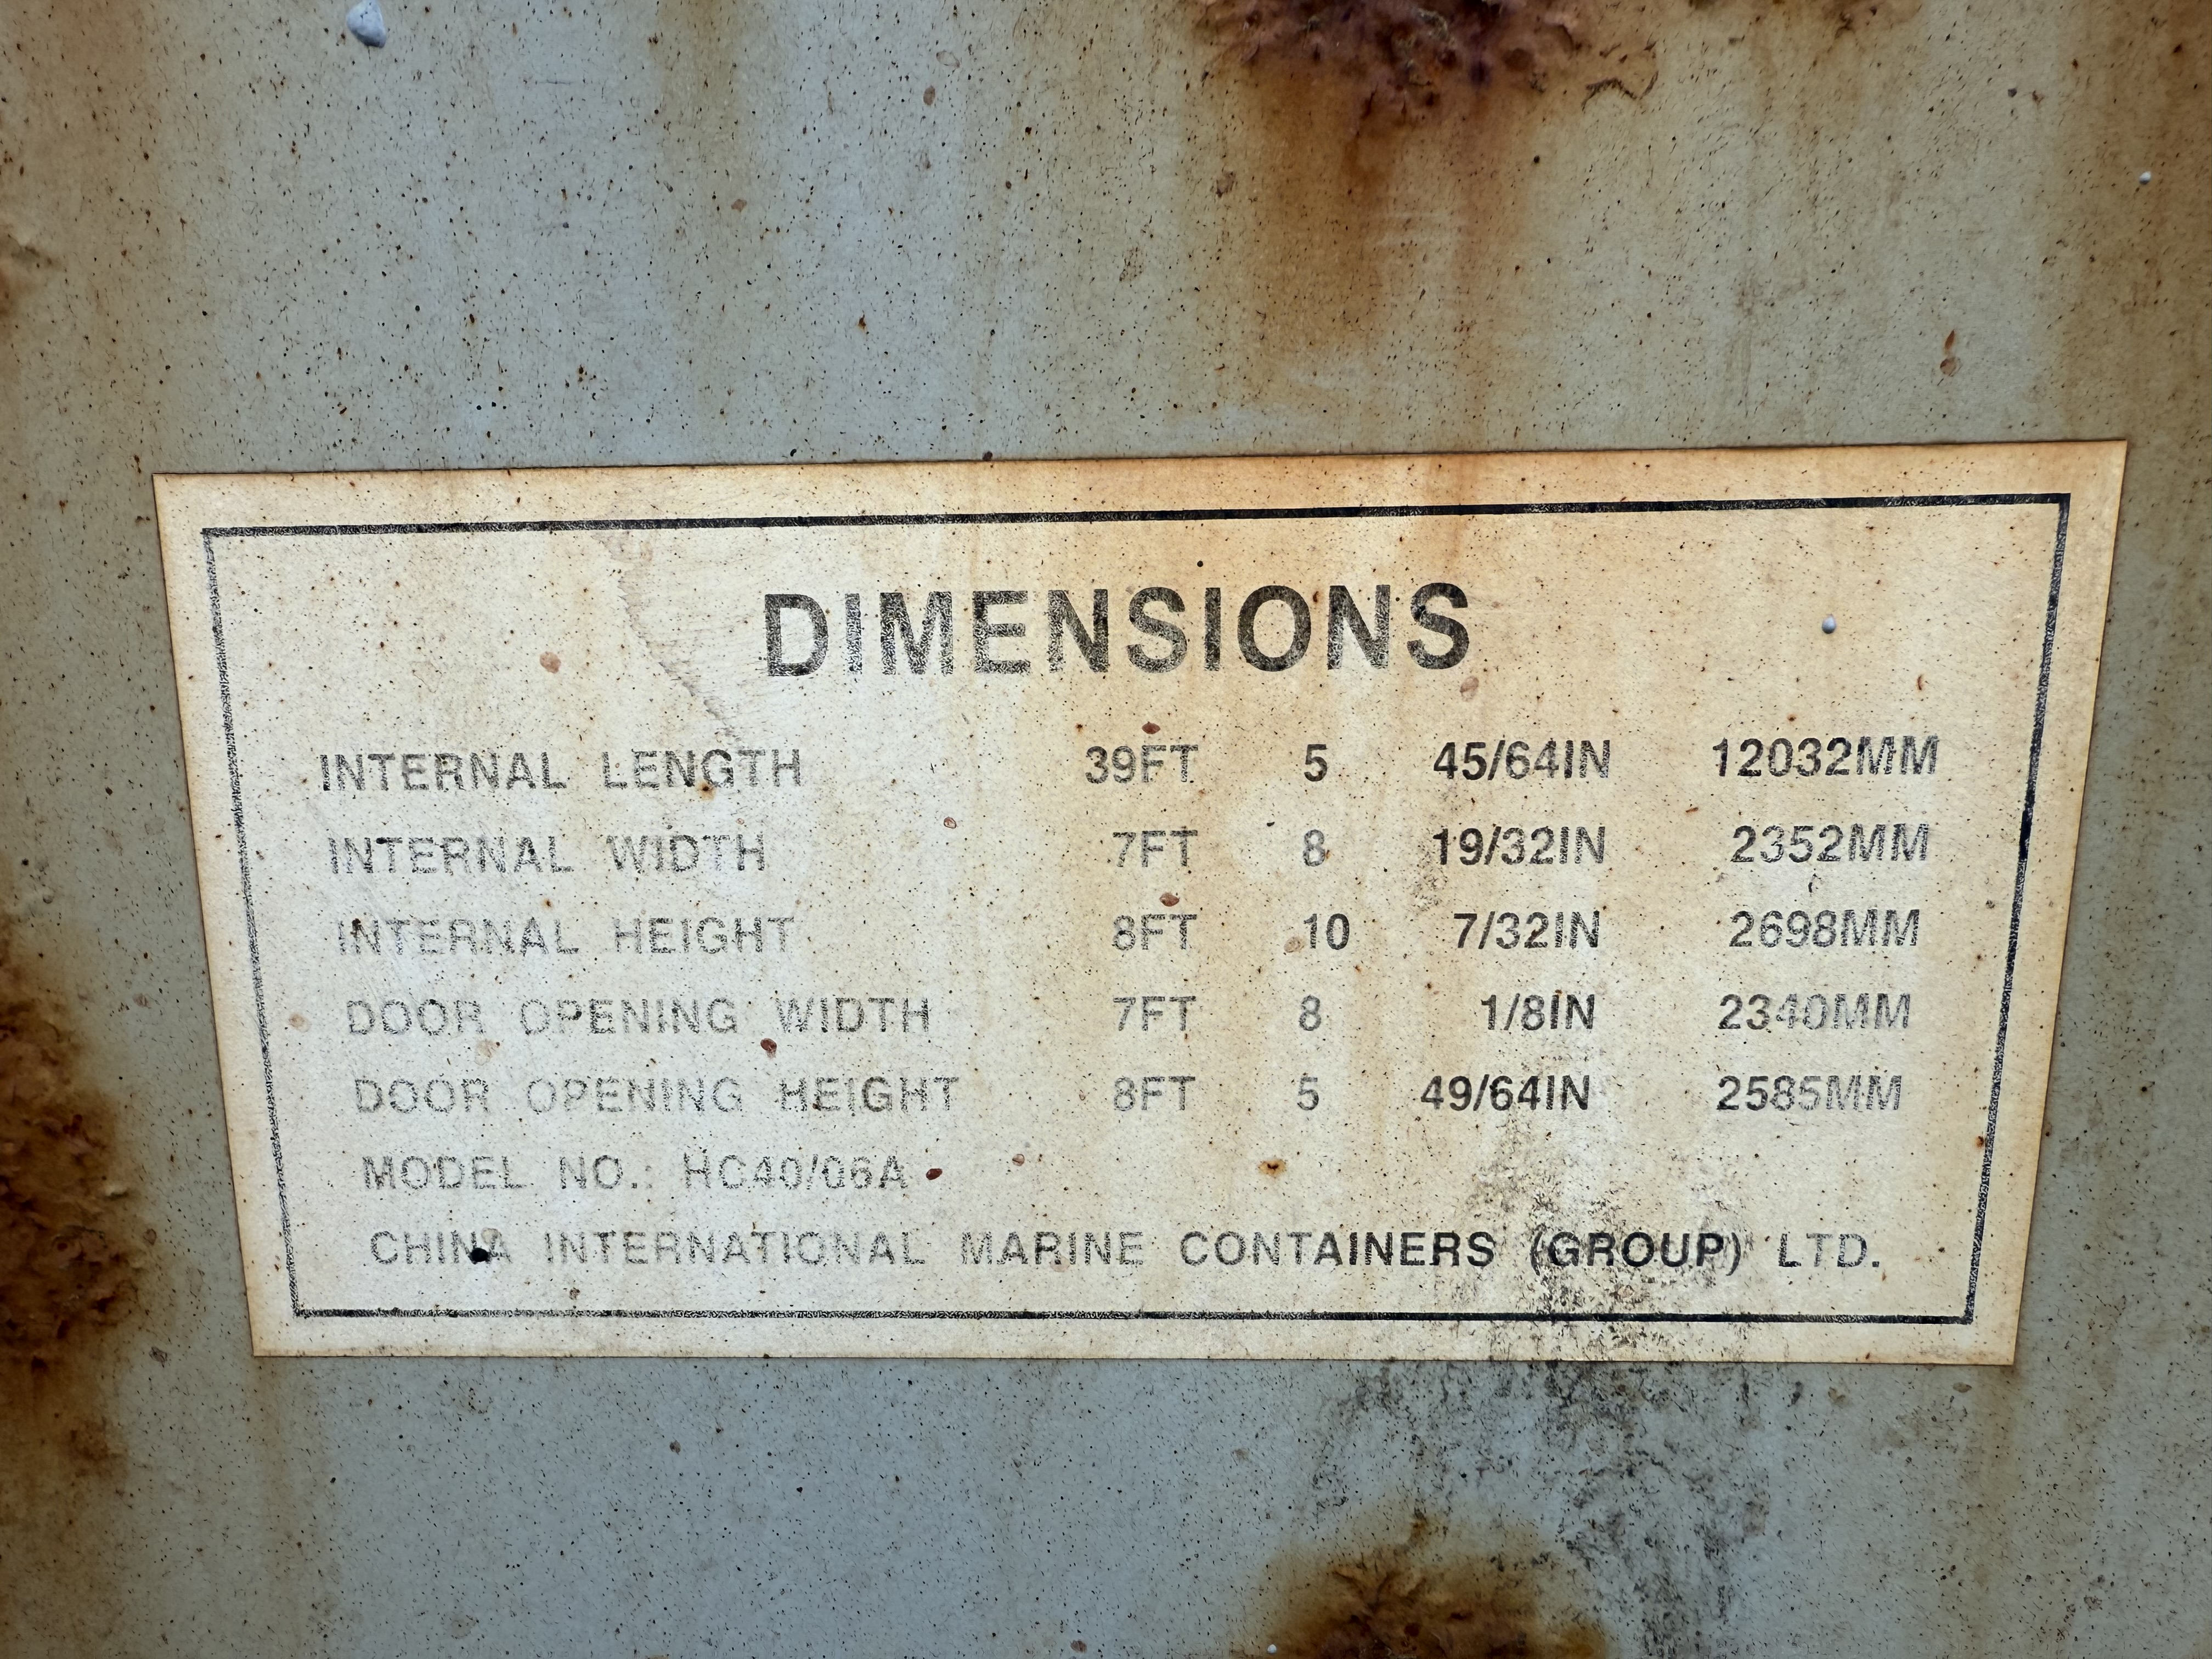 DIMENSIONS
INTERNAL LENGTH 39FT 5 45/64IN 12032MM
INTERNAL WIDTH 7FT 8 19/32IN 2352MM
INTERNAL HEIGHT 8FT 10 7/32IN 2698MM
DOOR OPENING WIDTH 7FT 8 1/8IN 2340MM
DOOR OPENING HEIGHT 8FT 5 49/64IN 2585MM
MODEL NO.: HC40/06A
CHINA INTERNATIONAL MARINE CONTAINERS (GROUP) LTD.